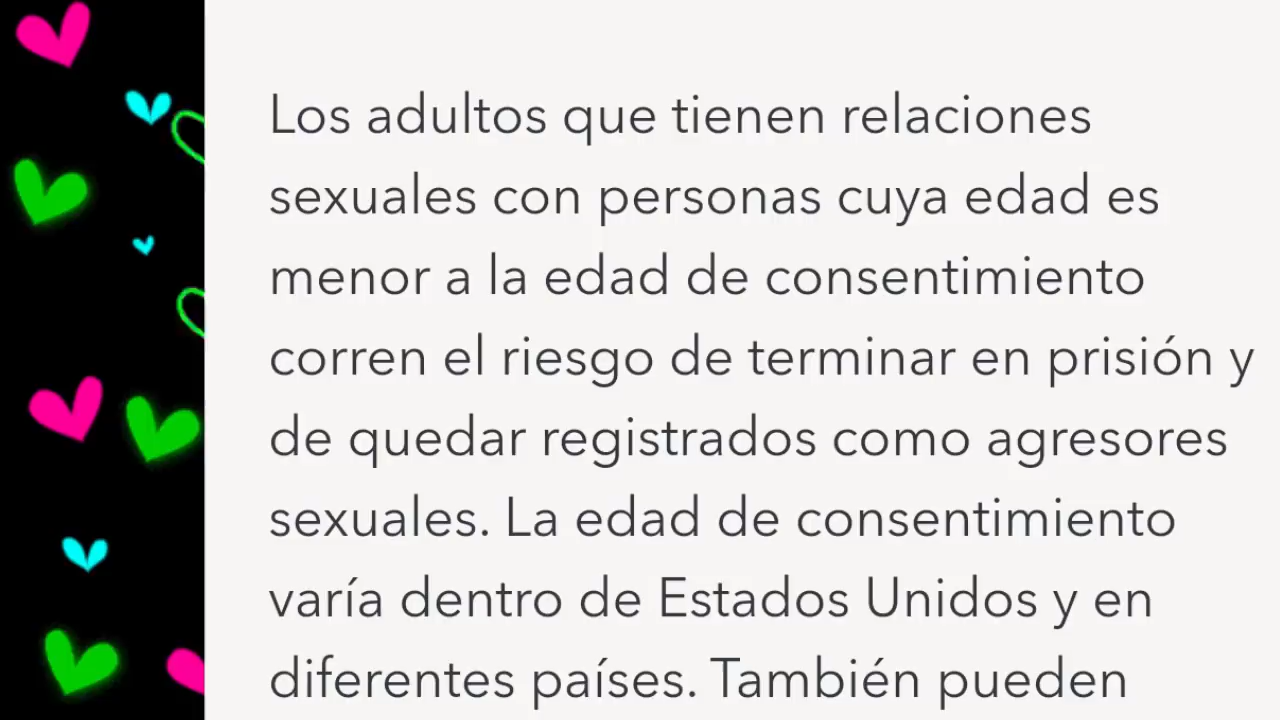 Los adultos que tienen relaciones
sexuales con personas cuya edad es
menor a la edad de consentimiento
corren el riesgo de terminar en prisión y
de quedar registrados como agresores
sexuales. La edad de consentimiento
varía dentro de Estados Unidos y en
diferentes países. También pueden